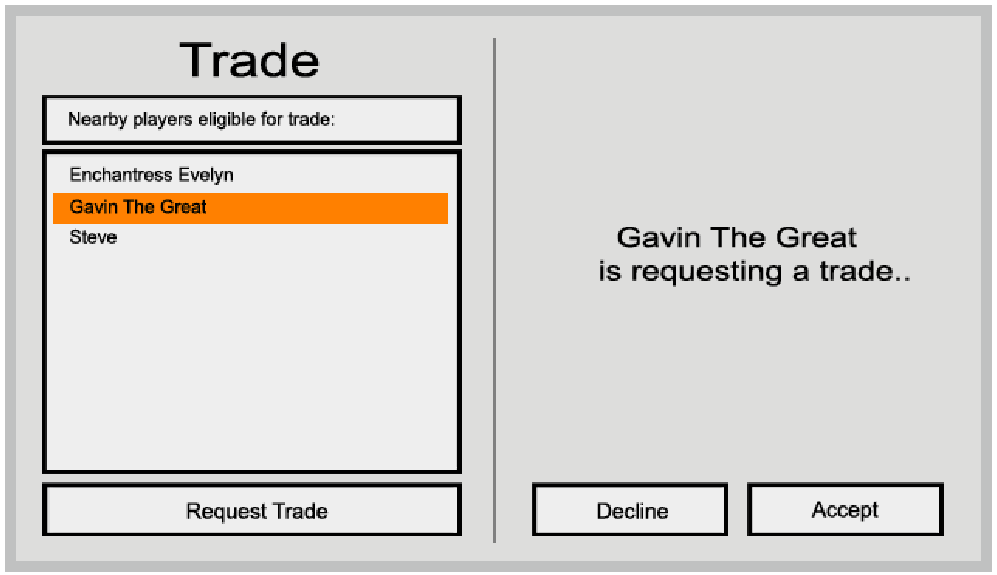 Trade
Nearby players eligible for trade:
Enchantress Evelyn
Gavin The Great
Steve
Request Trade
Gavin The Great
is requesting a trade..
Decline
Accept